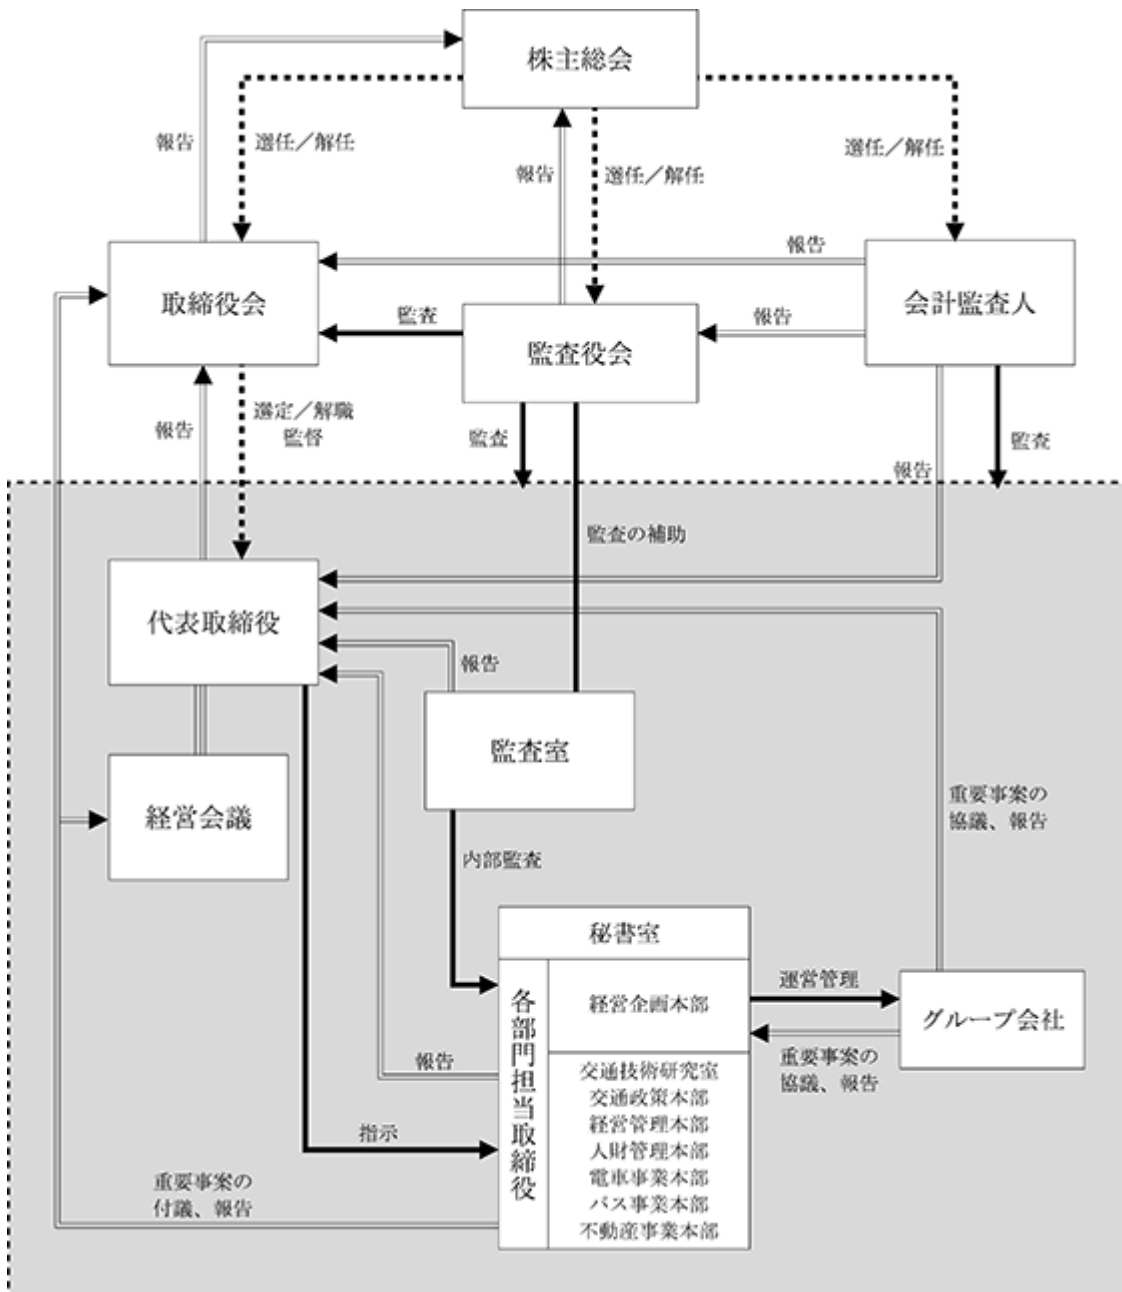 株主総会
報告
選任／解任
報告
選任／解任
選任／解任
取締役会
報告
会計監査人
監査
報告
監査役会
報告
選定／解職
監督
監査
報告
監査
監査の補助
代表取締役
報告
監査室
経営会議
重要事案の
協議、報告
内部監査
秘書室
各部門担当取締役
経営企画本部
運営管理
グループ会社
重要事案の
協議、報告
報告
交通技術研究室
交通政策本部
経営管理本部
人財管理本部
電車事業本部
バス事業本部
不動産事業本部
指示
重要事案の
付議、報告